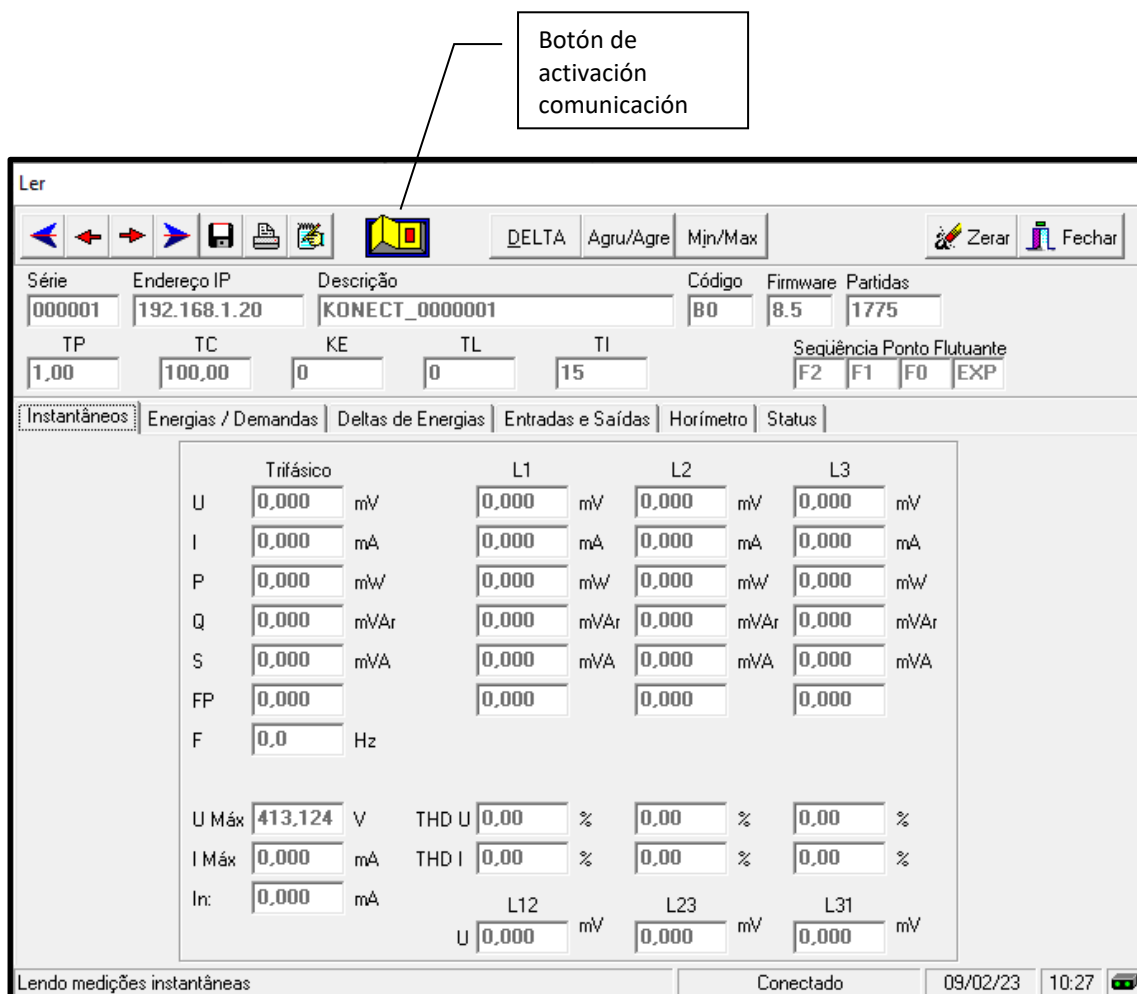 Botón de
activación
comunicación
Ler
DELTA Agru/Agre Min/Max Zerar Fechar
Série Endereço IP Descrição Código Firmware Partidas
000001 192.168.1.20 KONECT_0000001 B0 8.5 1775
TP TC KE TL TI Seqüência Ponto Flutuante
1,00 100,00 0 0 15 F2 F1 F0 EXP
Instantâneos Energias / Demandas Deltas de Energias Entradas e Saídas Horímetro Status
Trifásico L1 L2 L3
U 0,000 mV 0,000 mV 0,000 mV 0,000 mV
I 0,000 mA 0,000 mA 0,000 mA 0,000 mA
P 0,000 mW 0,000 mW 0,000 mW 0,000 mW
Q 0,000 mVAr 0,000 mVAr 0,000 mVAr 0,000 mVAr
S 0,000 mVA 0,000 mVA 0,000 mVA 0,000 mVA
FP 0,000 0,000 0,000 0,000
F 0,0 Hz
U Máx 413,124 V THD U 0,00 % 0,00 % 0,00 %
I Máx 0,000 mA THD I 0,00 % 0,00 % 0,00 %
In: 0,000 mA L12 L23 L31
U 0,000 mV 0,000 mV 0,000 mV
Lendo medições instantâneas Conectado 09/02/23 10:27